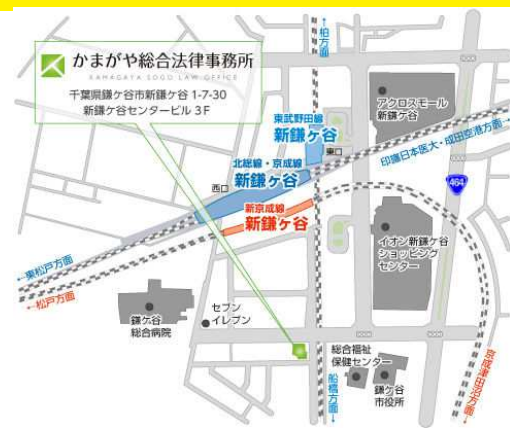 かまがや総合法律事務所
KAMAGAYA SOGO LAW OFFICE
千葉県鎌ケ谷市新鎌ケ谷 1-7-30
新鎌ケ谷センタービル 3F
←柏方面
アクロスモール
新鎌ケ谷
東武野田線
新鎌ヶ谷
東口
北総線・京成線
新鎌ヶ谷
西口
印旛日本医大・成田空港方面→
464
新京成線
新鎌ヶ谷
イオン新鎌ケ谷
ショッピング
センター
←東松戸方面
←松戸方面
鎌ケ谷
総合病院
セブン
イレブン
総合福祉
保健センター
鎌ケ谷
市役所
船橋方面→
京成津田沼方面→